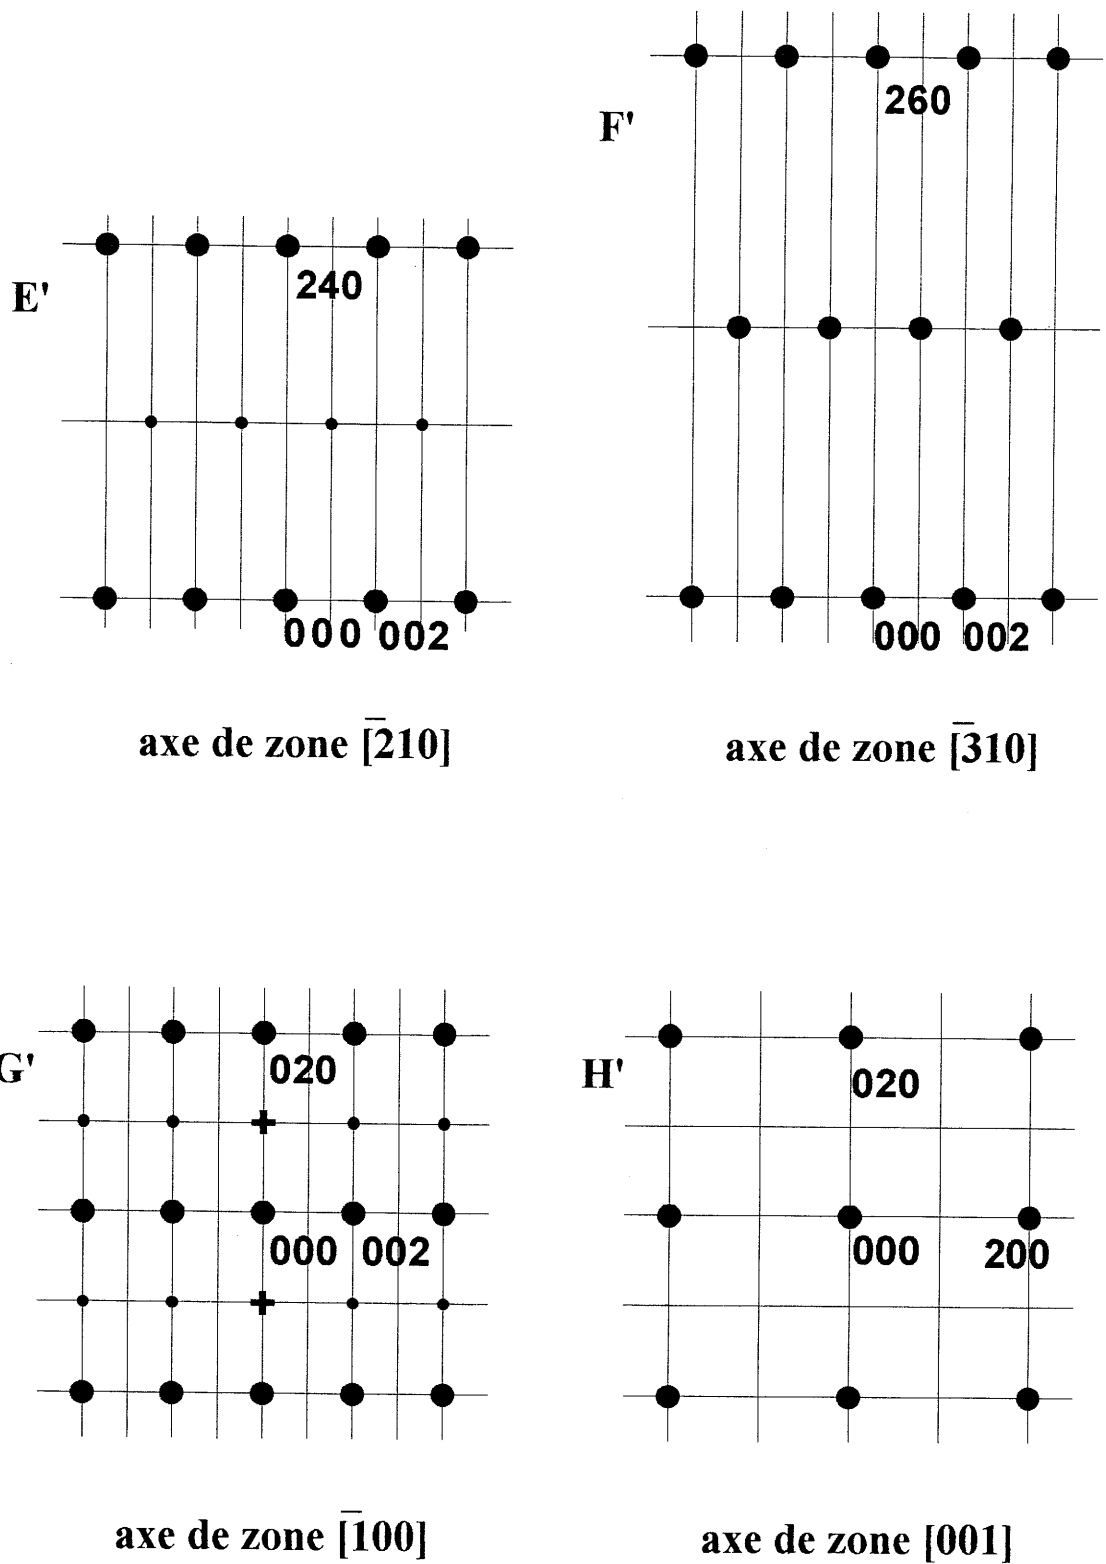 F'
260
E'
240
000 002
000 002
axe de zone [2̅10]
axe de zone [3̅10]
G'
020
H'
020
000 002
000
200
axe de zone [1̅00]
axe de zone [001]